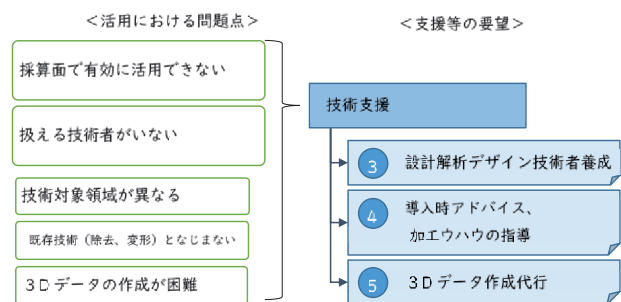 ＜活用における問題点＞
＜支援等の要望＞
採算面で有効に活用できない
扱える技術者がいない
技術対象領域が異なる
既存技術（除去、変形）となじまない
３Ｄデータの作成が困難
技術支援
3 設計解析デザイン技術者養成
4 導入時アドバイス、
加工ウハウの指導
5 ３Ｄデータ作成代行